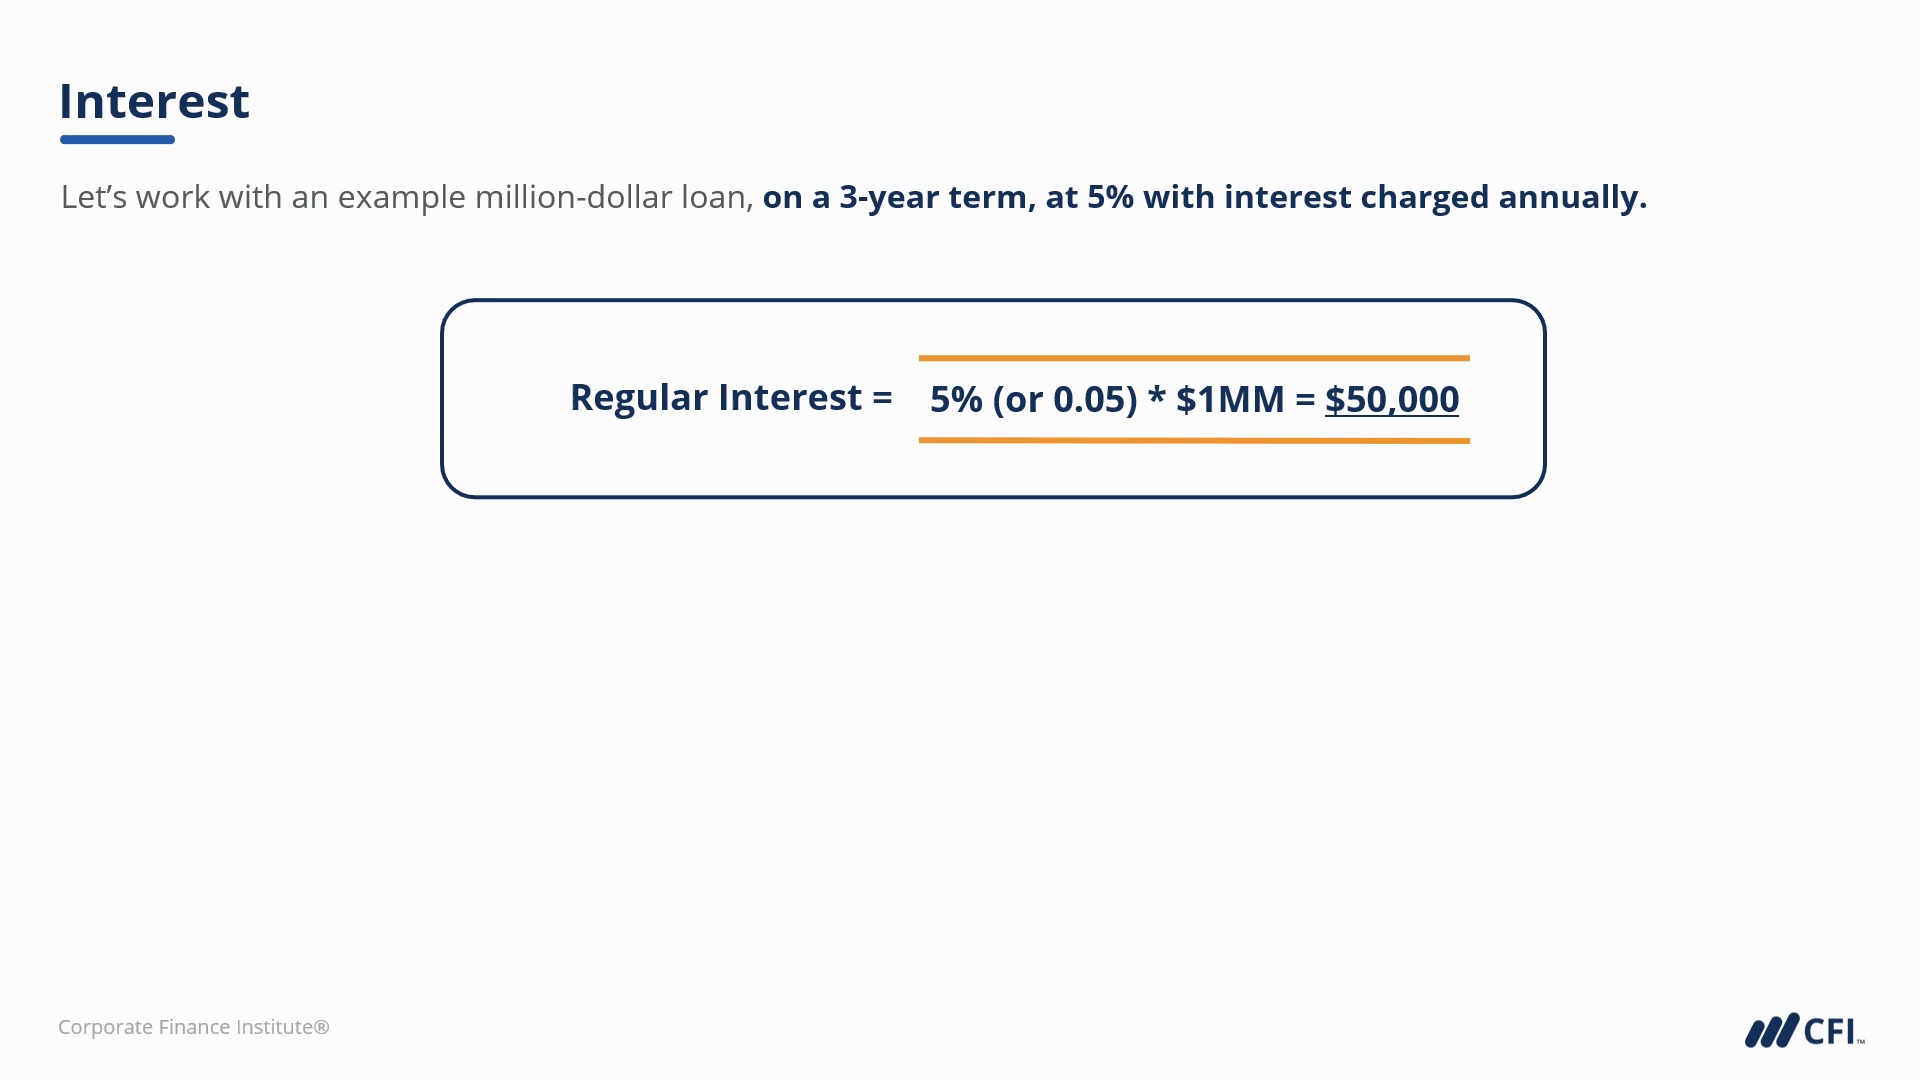 Interest
Let’s work with an example million-dollar loan, on a 3-year term, at 5% with interest charged annually.
Regular Interest = 5% (or 0.05) * $1MM = $50,000
Corporate Finance Institute®
CFI™